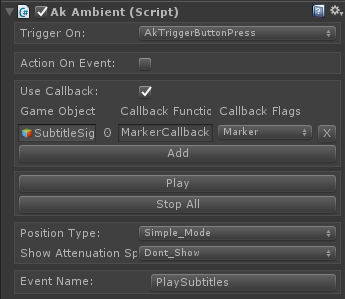 Ak Ambient (Script)
Trigger On: AkTriggerButtonPress
Action On Event:
Use Callback:
Game Object Callback Functic Callback Flags
SubtitleSig MarkerCallback Marker X
Add
Play
Stop All
Position Type: Simple_Mode
Show Attenuation Sp Dont_Show
Event Name: PlaySubtitles